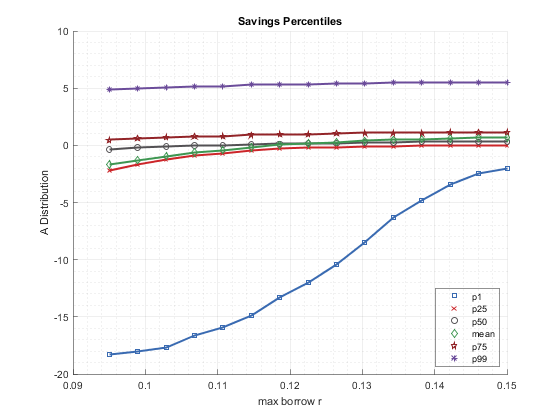 Savings Percentiles
10
5
0
-5
-10
-15
-20
A Distribution
0.09
0.1
0.11
0.12
0.13
0.14
0.15
max borrow r
p1
p25
p50
mean
p75
p99